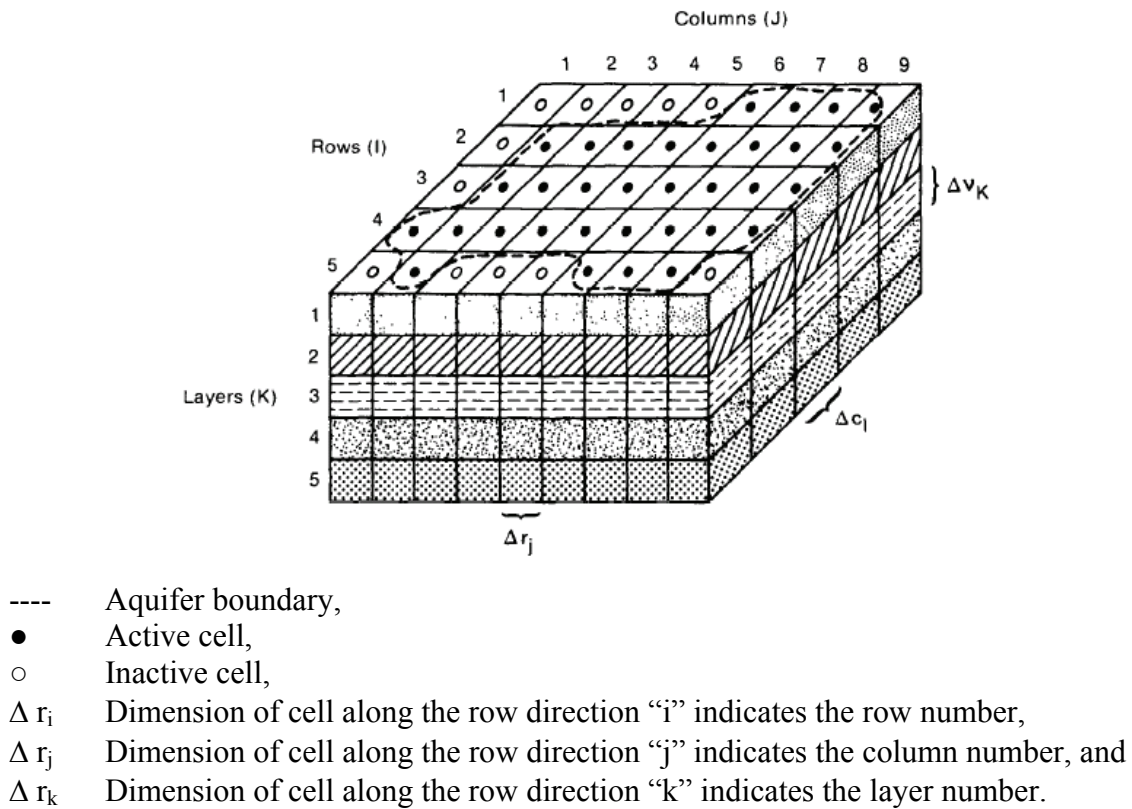 Columns (J)
1 2 3 4 5 6 7 8 9
1
2
Rows (I)
3
4
5
Δv_K
1
2
Layers (K) 3
4
5
Δc_I
Δr_j
---- Aquifer boundary,
● Active cell,
○ Inactive cell,
Δ r_i Dimension of cell along the row direction “i” indicates the row number,
Δ r_j Dimension of cell along the row direction “j” indicates the column number, and
Δ r_k Dimension of cell along the row direction “k” indicates the layer number.